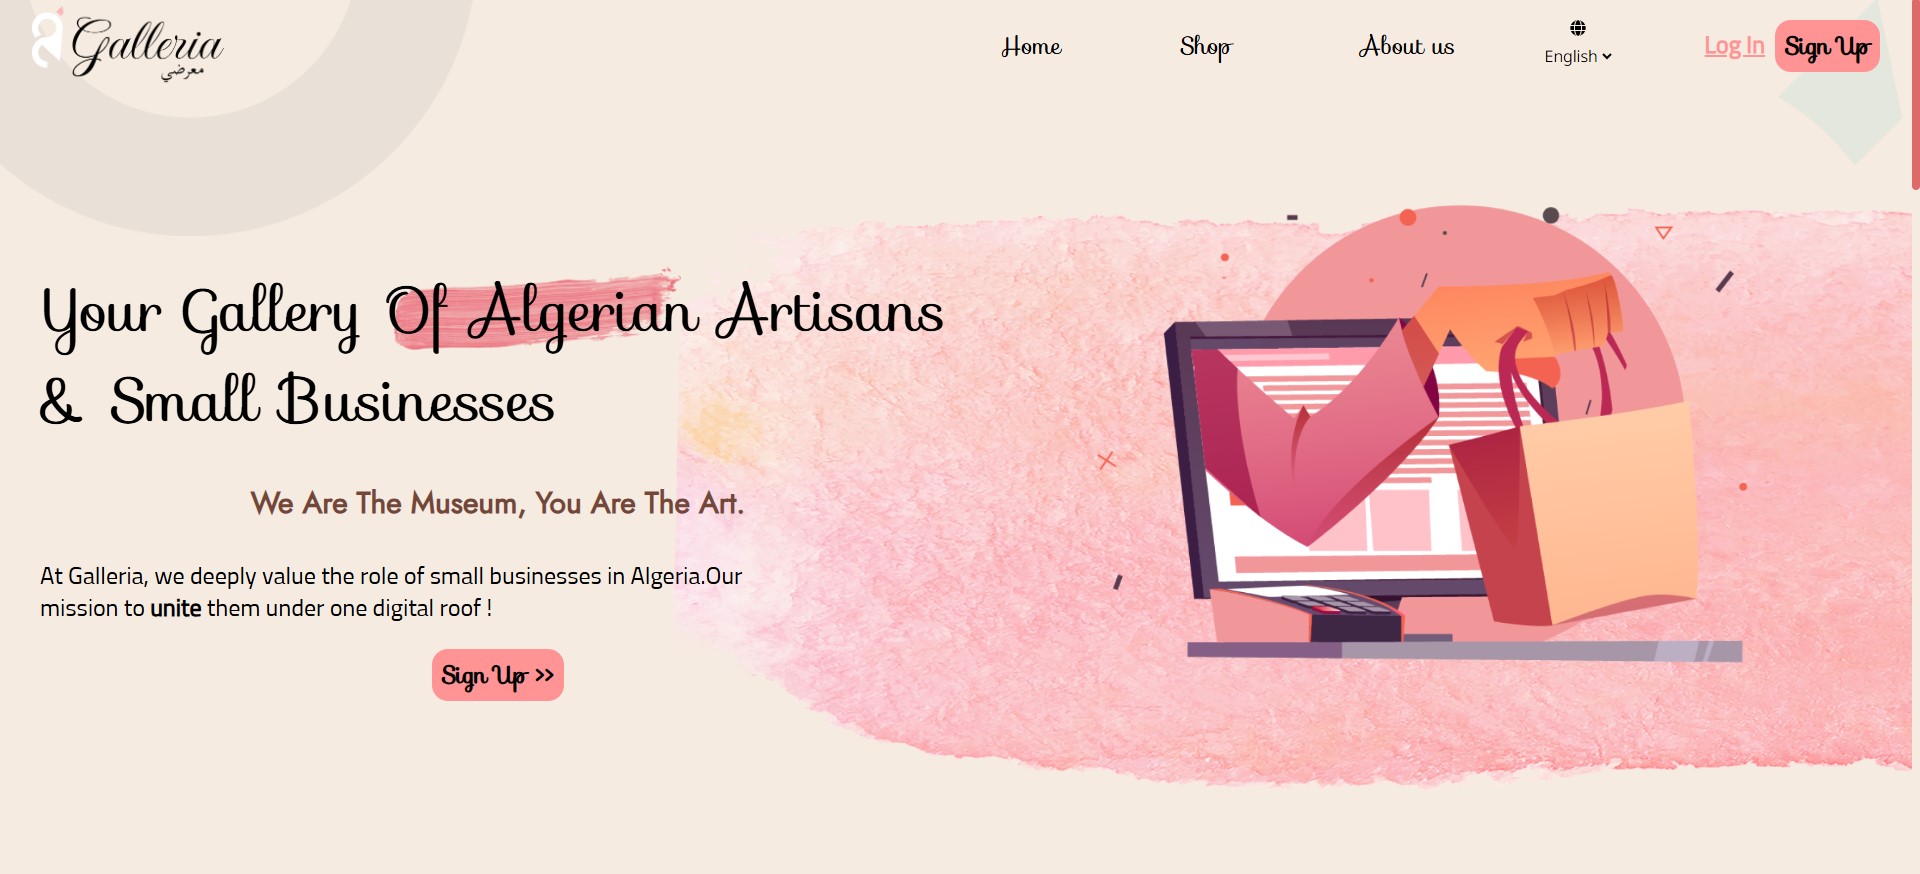 Galleria
معرضي
Home
Shop
About us
English
Log In
Sign Up
Your Gallery Of Algerian Artisans
& Small Businesses
We Are The Museum, You Are The Art.
At Galleria, we deeply value the role of small businesses in Algeria.Our
mission to unite them under one digital roof !
Sign Up >>